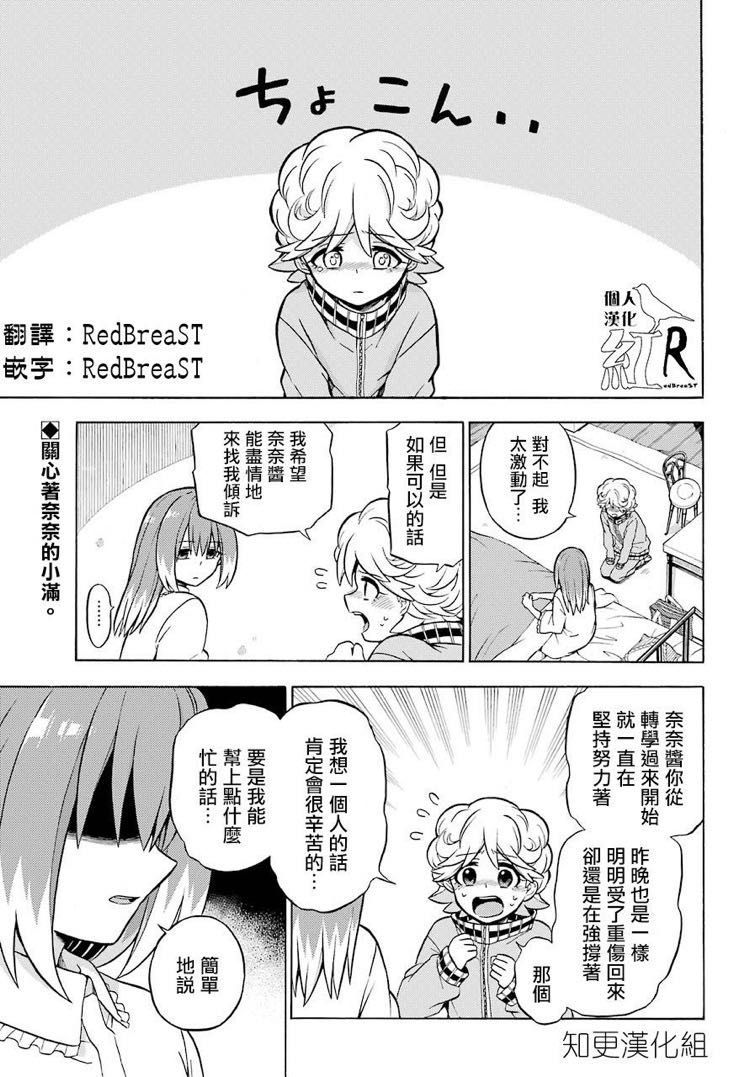 ちょこん・・
翻譯：RedBreaST
嵌字：RedBreaST
個人
漢化
紅
R
edBreaST
對不起 我
太激動了…
但 但是
如果可以的話
我希望
奈奈醬
能盡情地
來找我傾訴
……
◆關心著奈奈的小滿。
奈奈醬你從
轉學過來開始
就一直在
堅持努力著
昨晚也是一樣
明明受了重傷回來
卻還是在強撐著
那個
我想一個人的話
肯定會很辛苦的…
要是我能
幫上點什麼
忙的話…
簡單
地説
知更漢化組